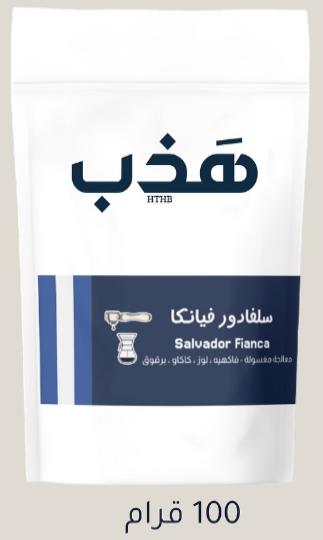 هَذب
HTHB
سلفادور فيانكا
Salvador Fianca
معالجة مغسولة - فاكهيه ، لوز ، كاكاو ، برقوق
100 قرام